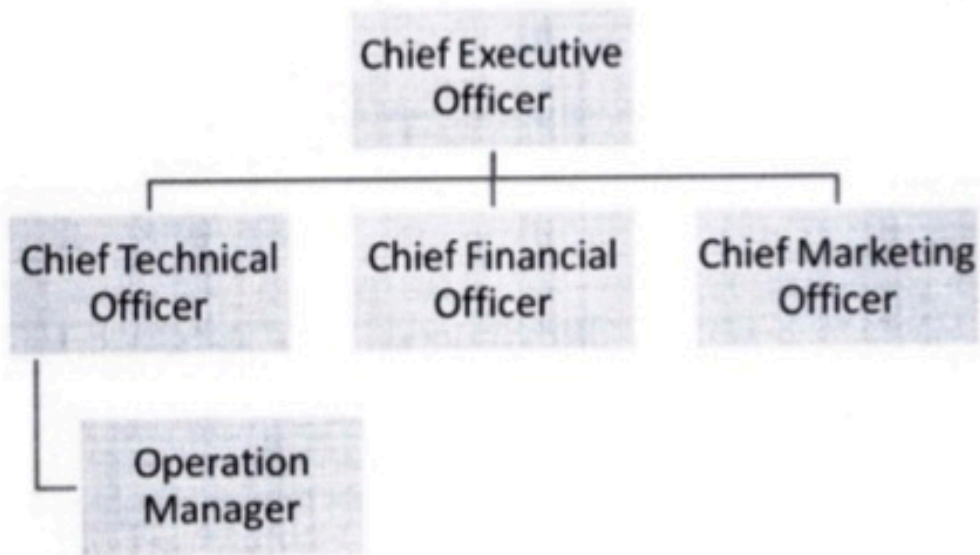 Chief Executive
Officer
Chief Technical
Officer
Chief Financial
Officer
Chief Marketing
Officer
Operation
Manager